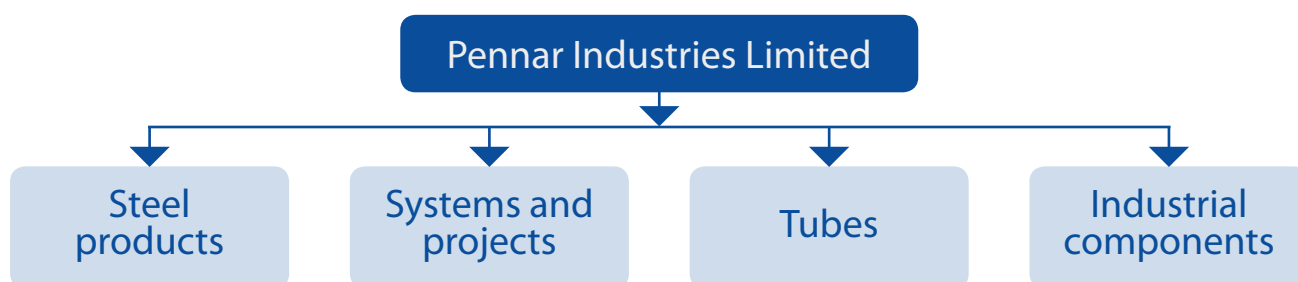 Pennar Industries Limited
Steel
products
Systems and
projects
Tubes
Industrial
components